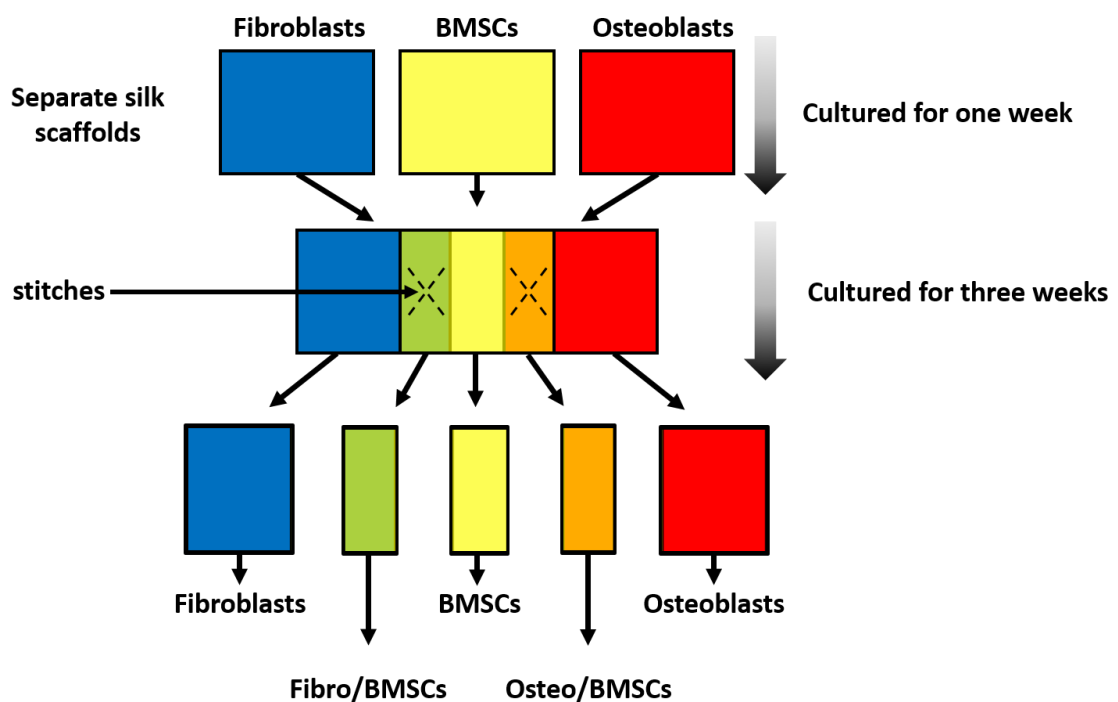 Fibroblasts
BMSCs
Osteoblasts
Separate silk
scaffolds
Cultured for one week
stitches
Cultured for three weeks
Fibroblasts
BMSCs
Osteoblasts
Fibro/BMSCs
Osteo/BMSCs